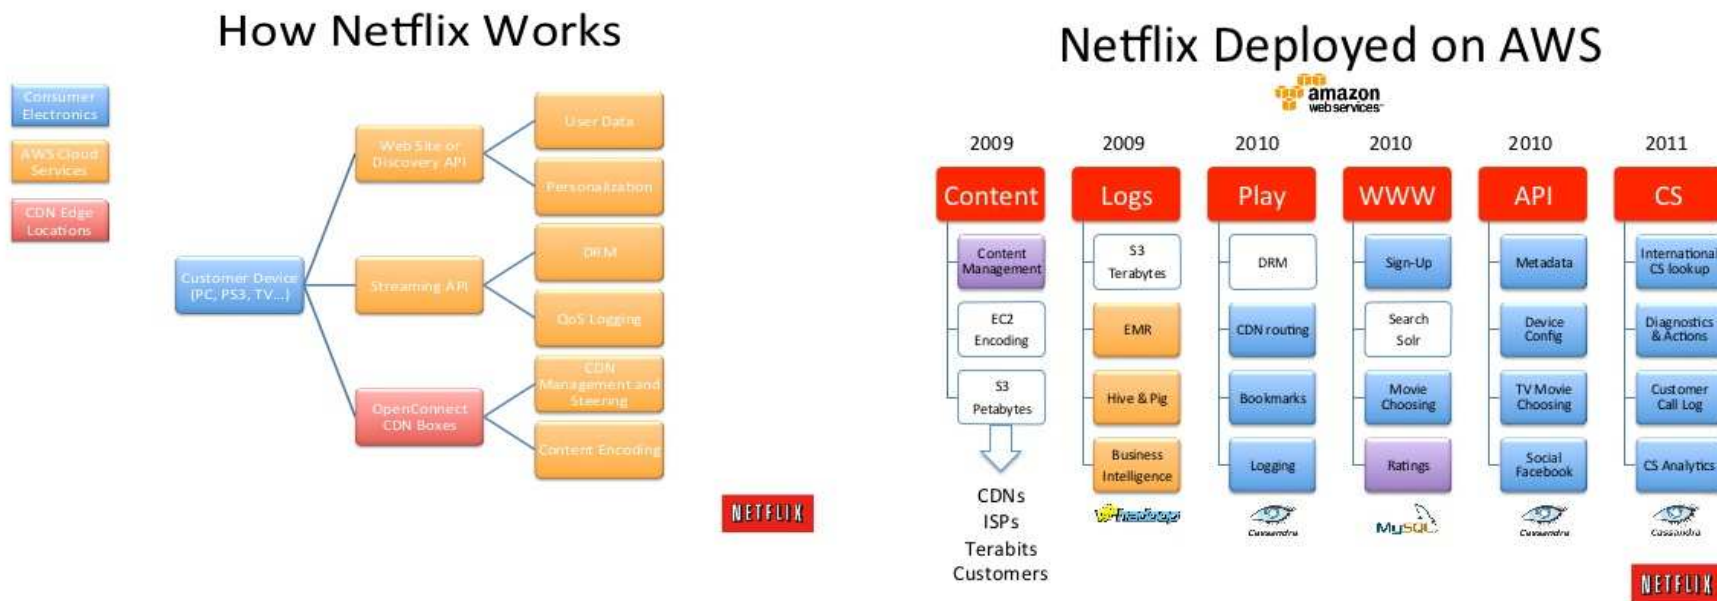 How Netflix Works
Consumer
Electronics
AWS Cloud
Services
CDN Edge
Locations
Customer Device
(PC, PS3, TV...)
Web Site or
Discovery API
User Data
Personalization
Streaming API
DRM
QoS Logging
OpenConnect
CDN Boxes
CDN
Management and
Steering
Content Encoding
NETFLIX
Netflix Deployed on AWS
amazon
web services™
2009
2009
2010
2010
2010
2011
Content
Logs
Play
WWW
API
CS
Content
Management
EC2
Encoding
S3
Petabytes
CDNs
ISPs
Terabits
Customers
S3
Terabytes
EMR
Hive & Pig
Business
Intelligence
hadoop
DRM
CDN routing
Bookmarks
Logging
Cassandra
Sign-Up
Search
Solr
Movie
Choosing
Ratings
MySQL
Metadata
Device
Config
TV Movie
Choosing
Social
Facebook
Cassandra
International
CS lookup
Diagnostics
& Actions
Customer
Call Log
CS Analytics
Cassandra
NETFLIX